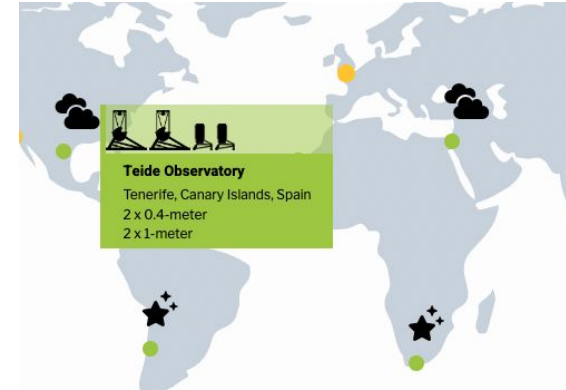 Teide Observatory
Tenerife, Canary Islands, Spain
2 x 0.4-meter
2 x 1-meter